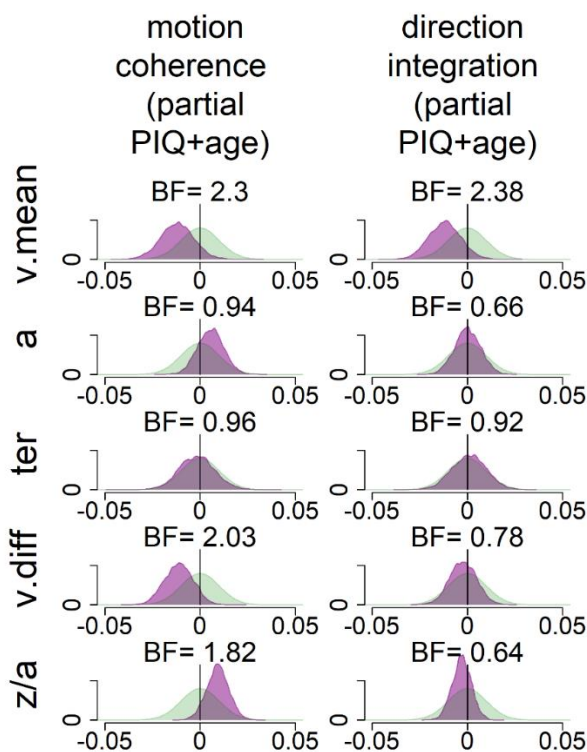 motion
coherence
(partial
PIQ+age)
direction
integration
(partial
PIQ+age)
v.mean
BF= 2.3
0
-0.05 0 0.05
BF= 2.38
0
-0.05 0 0.05
a
BF= 0.94
0
-0.05 0 0.05
BF= 0.66
0
-0.05 0 0.05
ter
BF= 0.96
0
-0.05 0 0.05
BF= 0.92
0
-0.05 0 0.05
v.diff
BF= 2.03
0
-0.05 0 0.05
BF= 0.78
0
-0.05 0 0.05
z/a
BF= 1.82
0
-0.05 0 0.05
BF= 0.64
0
-0.05 0 0.05